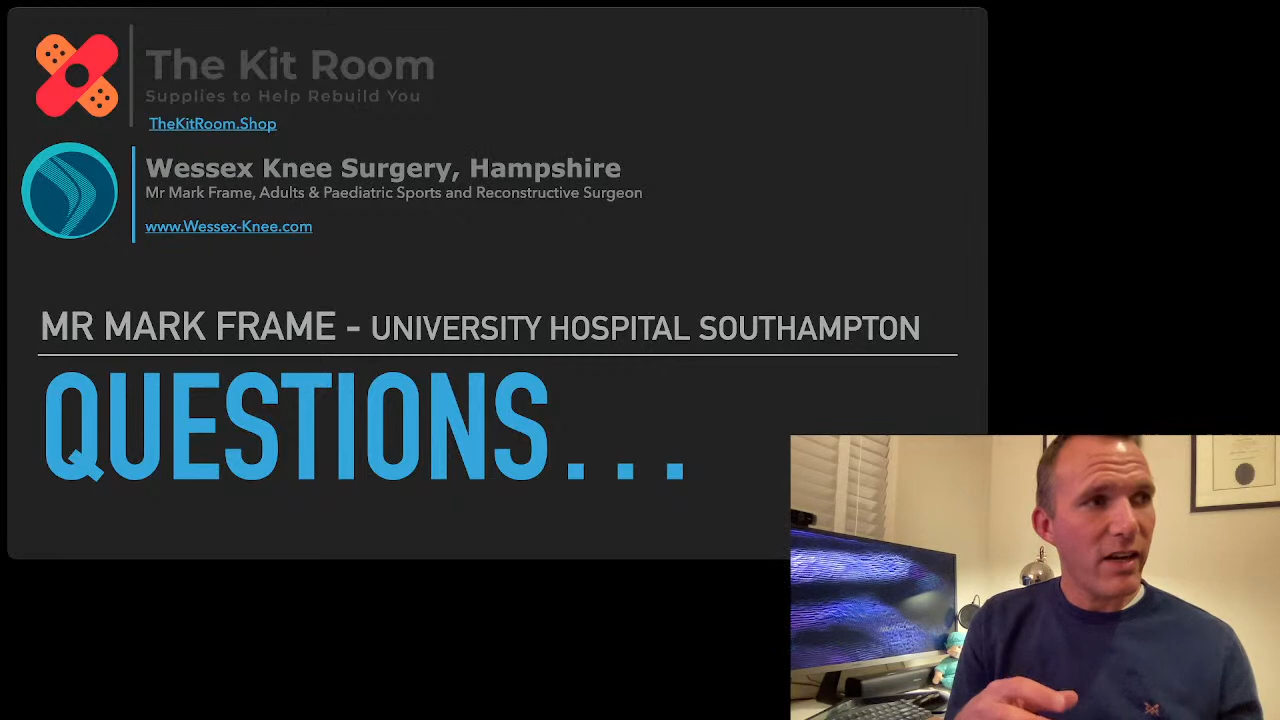 The Kit Room
Supplies to Help Rebuild You
TheKitRoom.Shop
Wessex Knee Surgery, Hampshire
Mr Mark Frame, Adults & Paediatric Sports and Reconstructive Surgeon
www.Wessex-Knee.com
MR MARK FRAME - UNIVERSITY HOSPITAL SOUTHAMPTON
QUESTIONS...